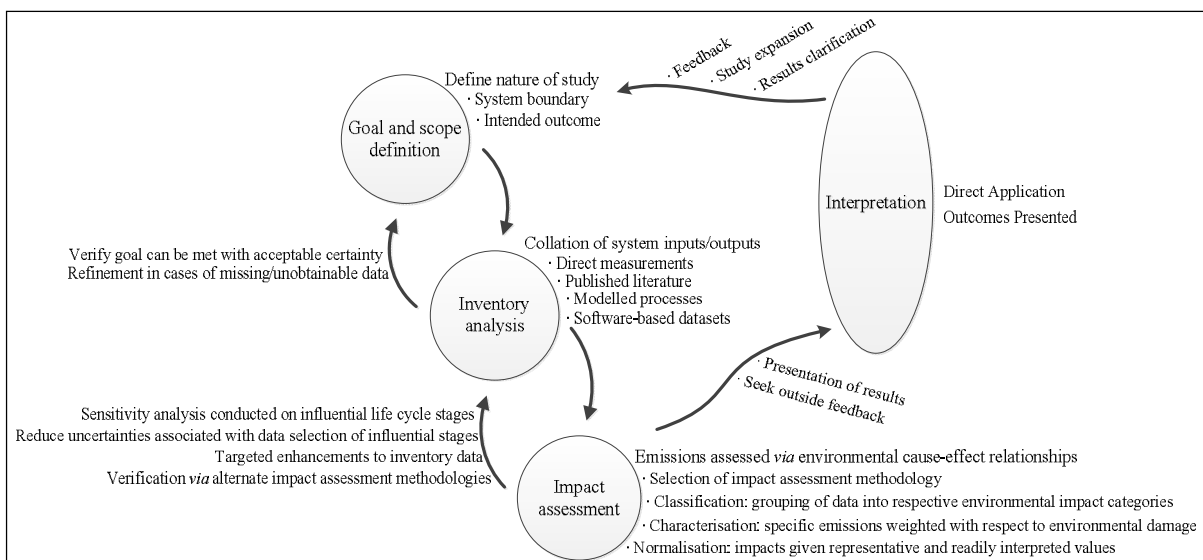 · Feedback
· Study expansion
· Results clarification
Define nature of study
· System boundary
· Intended outcome
Goal and scope
definition
Interpretation
Direct Application
Outcomes Presented
Verify goal can be met with acceptable certainty
Refinement in cases of missing/unobtainable data
Collation of system inputs/outputs
· Direct measurements
· Published literature
· Modelled processes
· Software-based datasets
Inventory
analysis
· Presentation of results
· Seek outside feedback
Sensitivity analysis conducted on influential life cycle stages
Reduce uncertainties associated with data selection of influential stages
Targeted enhancements to inventory data
Verification via alternate impact assessment methodologies
Impact
assessment
Emissions assessed via environmental cause-effect relationships
· Selection of impact assessment methodology
· Classification: grouping of data into respective environmental impact categories
· Characterisation: specific emissions weighted with respect to environmental damage
· Normalisation: impacts given representative and readily interpreted values